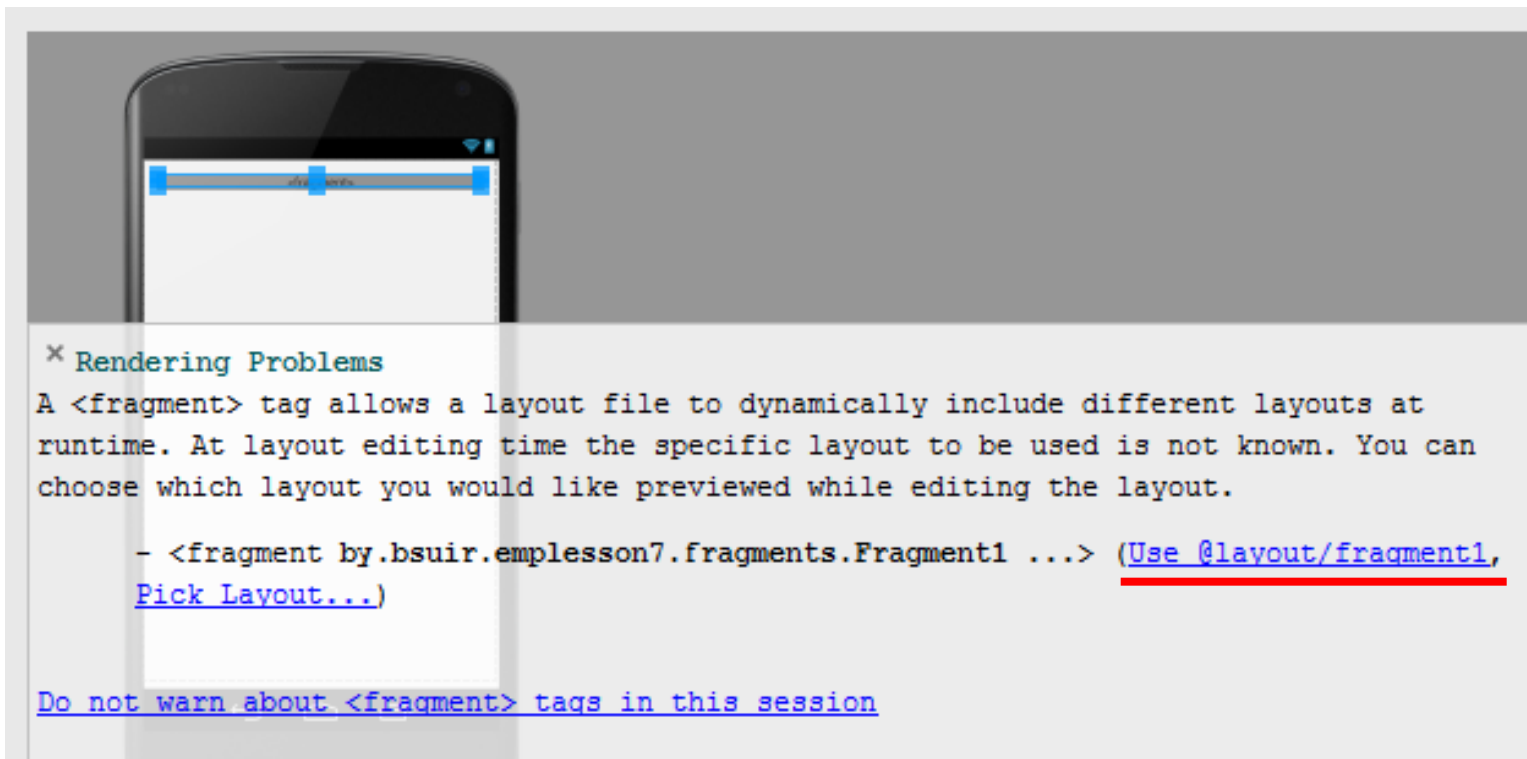 <fragment>
× Rendering Problems
A <fragment> tag allows a layout file to dynamically include different layouts at
runtime. At layout editing time the specific layout to be used is not known. You can
choose which layout you would like previewed while editing the layout.
- <fragment by.bsuir.emplesson7.fragments.Fragment1 ...> (Use @layout/fragment1,
Pick Layout...)
Do not warn about <fragment> tags in this session